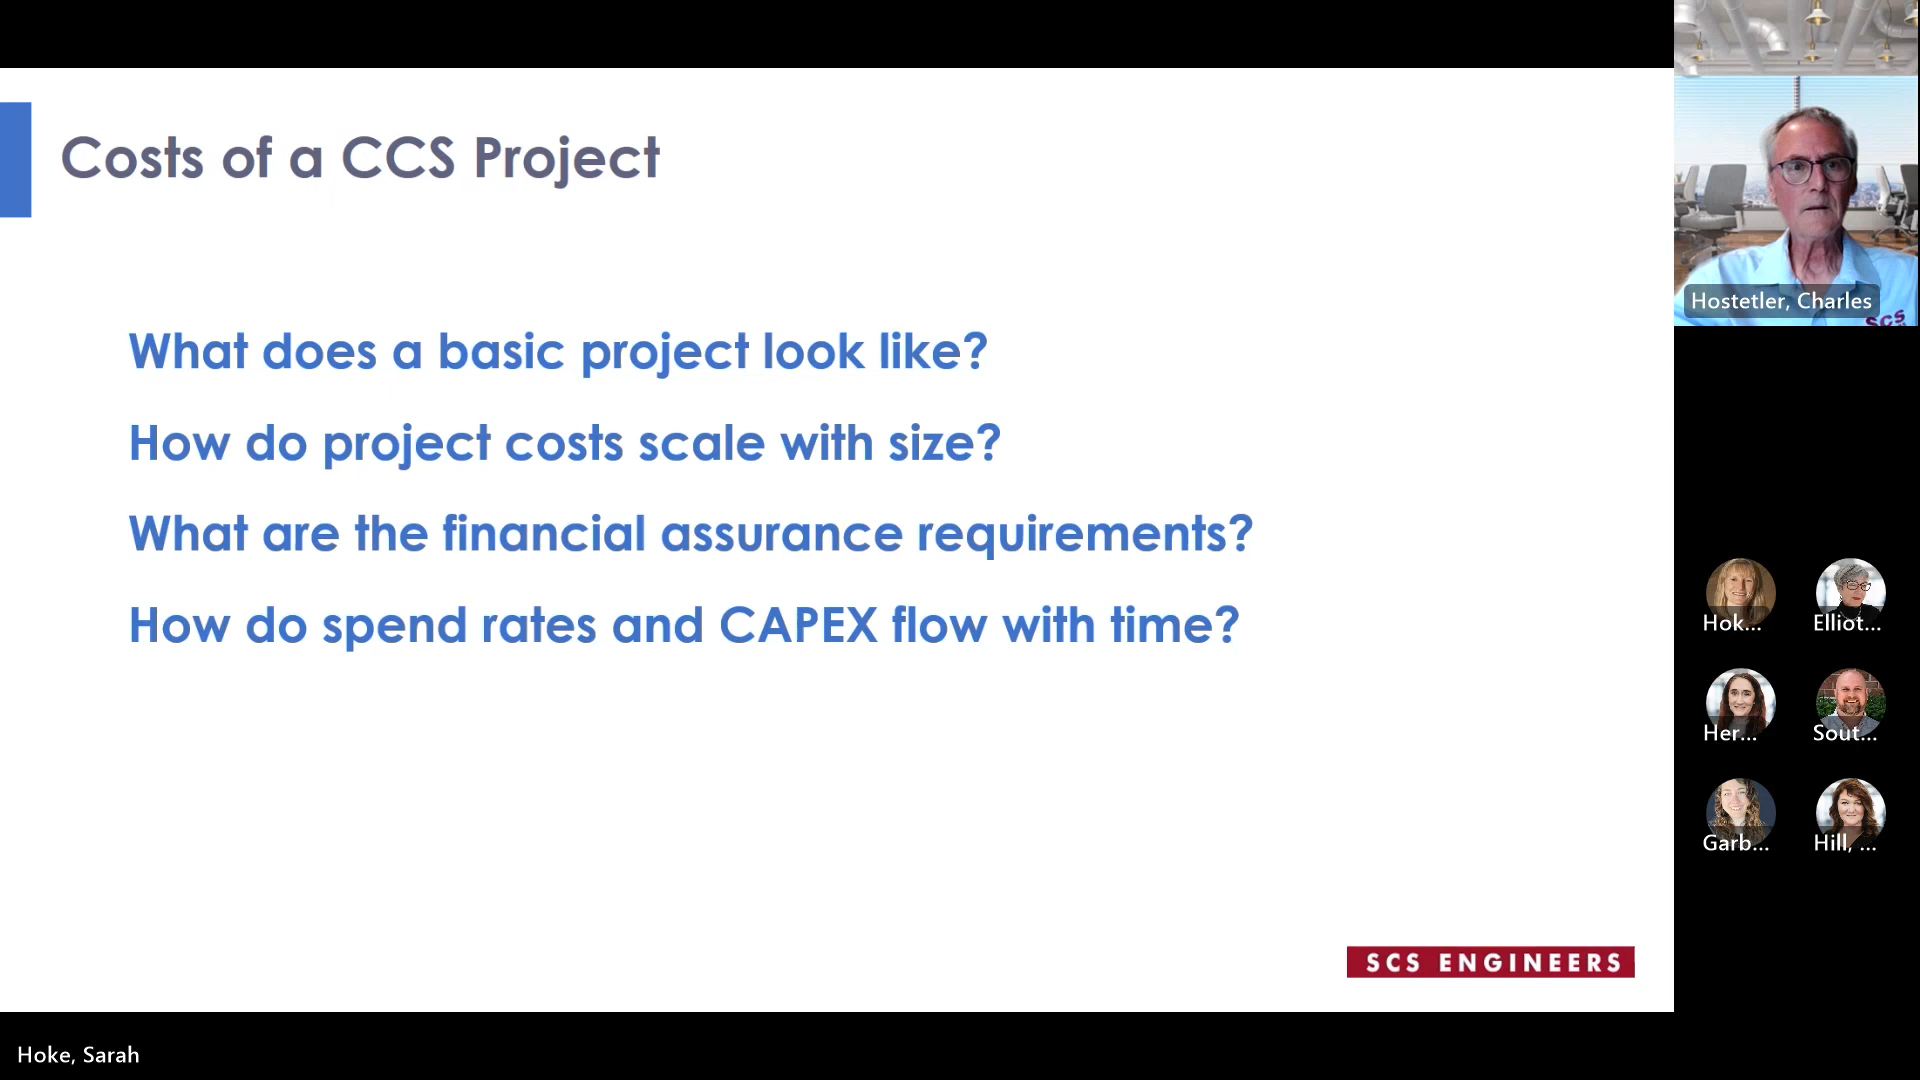 Costs of a CCS Project
What does a basic project look like?
How do project costs scale with size?
What are the financial assurance requirements?
How do spend rates and CAPEX flow with time?
SCS ENGINEERS
Hostetler, Charles
SCS
Hok...
Elliot...
Her...
Sout...
Garb...
Hill, ...
Hoke, Sarah